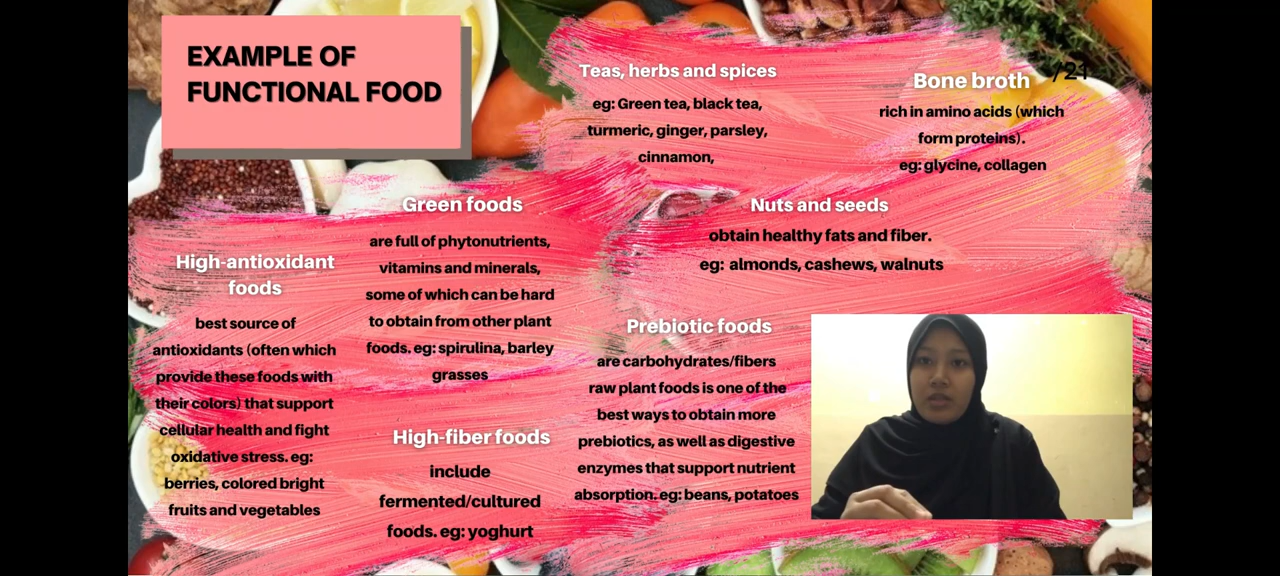 EXAMPLE OF
FUNCTIONAL FOOD
Teas, herbs and spices
eg: Green tea, black tea,
turmeric, ginger, parsley,
cinnamon,
/21
Bone broth
rich in amino acids (which
form proteins).
eg: glycine, collagen
Green foods
are full of phytonutrients,
vitamins and minerals,
some of which can be hard
to obtain from other plant
foods. eg: spirulina, barley
grasses
Nuts and seeds
obtain healthy fats and fiber.
eg: almonds, cashews, walnuts
High-antioxidant
foods
best source of
antioxidants (often which
provide these foods with
their colors) that support
cellular health and fight
oxidative stress. eg:
berries, colored bright
fruits and vegetables
High-fiber foods
include
fermented/cultured
foods. eg: yoghurt
Prebiotic foods
are carbohydrates/fibers
raw plant foods is one of the
best ways to obtain more
prebiotics, as well as digestive
enzymes that support nutrient
absorption. eg: beans, potatoes